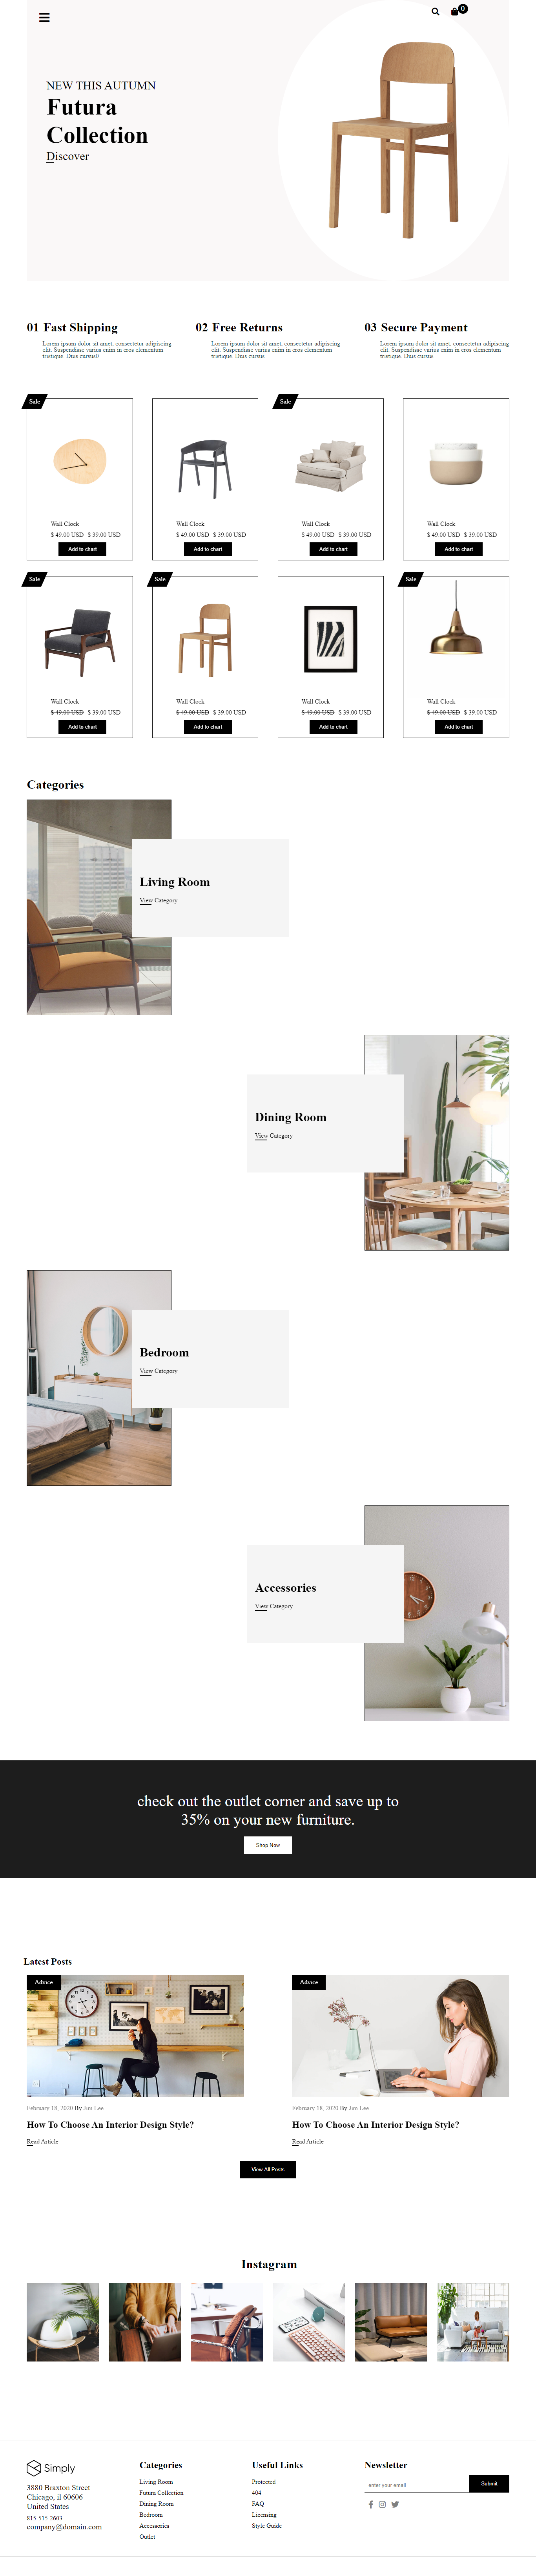 0
NEW THIS AUTUMN
Futura
Collection
Discover
01 Fast Shipping
Lorem ipsum dolor sit amet, consectetur adipiscing
elit. Suspendisse varius enim in eros elementum
tristique. Duis cursus0
02 Free Returns
Lorem ipsum dolor sit amet, consectetur adipiscing
elit. Suspendisse varius enim in eros elementum
tristique. Duis cursus
03 Secure Payment
Lorem ipsum dolor sit amet, consectetur adipiscing
elit. Suspendisse varius enim in eros elementum
tristique. Duis cursus
Sale
Wall Clock
$ 49.00 USD $ 39.00 USD
Add to chart
Wall Clock
$ 49.00 USD $ 39.00 USD
Add to chart
Sale
Wall Clock
$ 49.00 USD $ 39.00 USD
Add to chart
Wall Clock
$ 49.00 USD $ 39.00 USD
Add to chart
Sale
Wall Clock
$ 49.00 USD $ 39.00 USD
Add to chart
Sale
Wall Clock
$ 49.00 USD $ 39.00 USD
Add to chart
Wall Clock
$ 49.00 USD $ 39.00 USD
Add to chart
Sale
Wall Clock
$ 49.00 USD $ 39.00 USD
Add to chart
Categories
Living Room
View Category
Dining Room
View Category
Bedroom
View Category
Accessories
View Category
check out the outlet corner and save up to
35% on your new furniture.
Shop Now
Latest Posts
Advice
February 18, 2020 By Jan Lee
How To Choose An Interior Design Style?
Read Article
Advice
February 18, 2020 By Jan Lee
How To Choose An Interior Design Style?
Read Article
View All Posts
Instagram
Simply
3880 Braxton Street
Chicago, il 60606
United States
815-515-2603
company@domain.com
Categories
Living Room
Futura Collection
Dining Room
Bedroom
Accessories
Outlet
Useful Links
Protected
404
FAQ
Licensing
Style Guide
Newsletter
enter your email
Submit